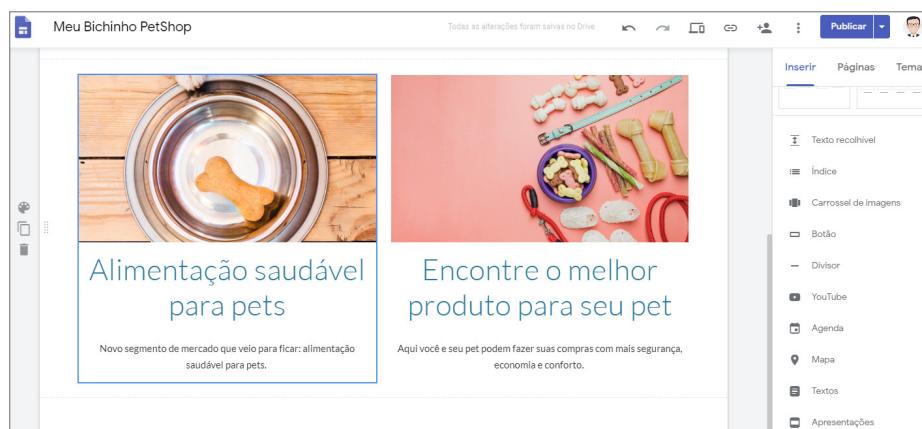 Meu Bichinho PetShop
Todas as alterações foram salvas no Drive
Publicar
Inserir Páginas Tema
Alimentação saudável
para pets
Novo segmento de mercado que veio para ficar: alimentação
saudável para pets.
Encontre o melhor
produto para seu pet
Aqui você e seu pet podem fazer suas compras com mais segurança,
economia e conforto.
Texto recolhível
Índice
Carrossel de imagens
Botão
Divisor
YouTube
Agenda
Mapa
Textos
Apresentações